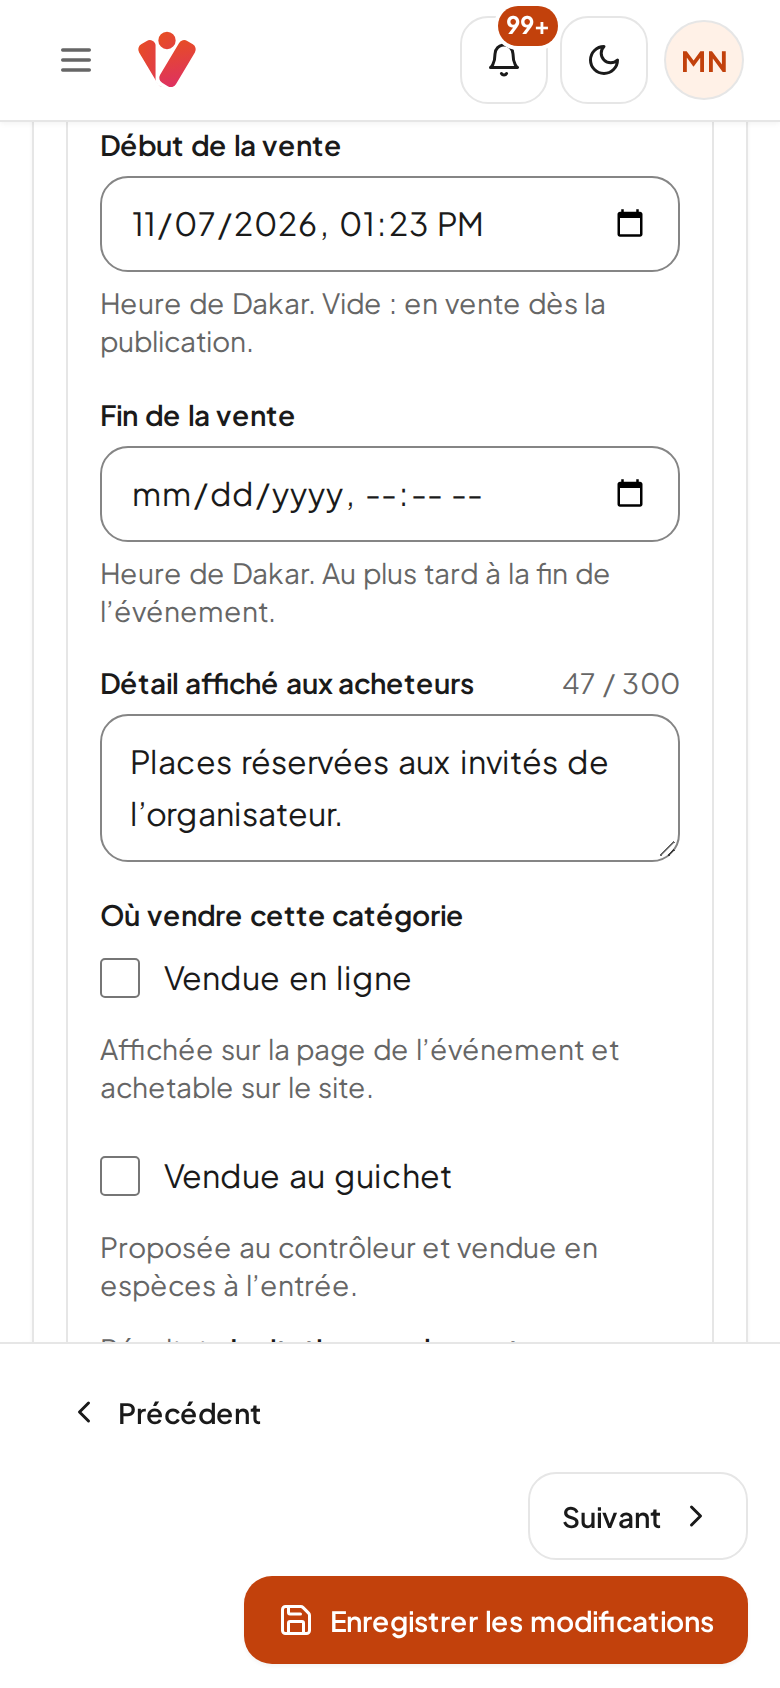 99+
MN
Début de la vente
11/07/2026, 01:23 PM
Heure de Dakar. Vide : en vente dès la
publication.
Fin de la vente
mm/dd/yyyy, --:-- --
Heure de Dakar. Au plus tard à la fin de
l’événement.
Détail affiché aux acheteurs 47 / 300
Places réservées aux invités de
l’organisateur.
Où vendre cette catégorie
Vendue en ligne
Affichée sur la page de l’événement et
achetable sur le site.
Vendue au guichet
Proposée au contrôleur et vendue en
espèces à l’entrée.
Précédent
Suivant
Enregistrer les modifications